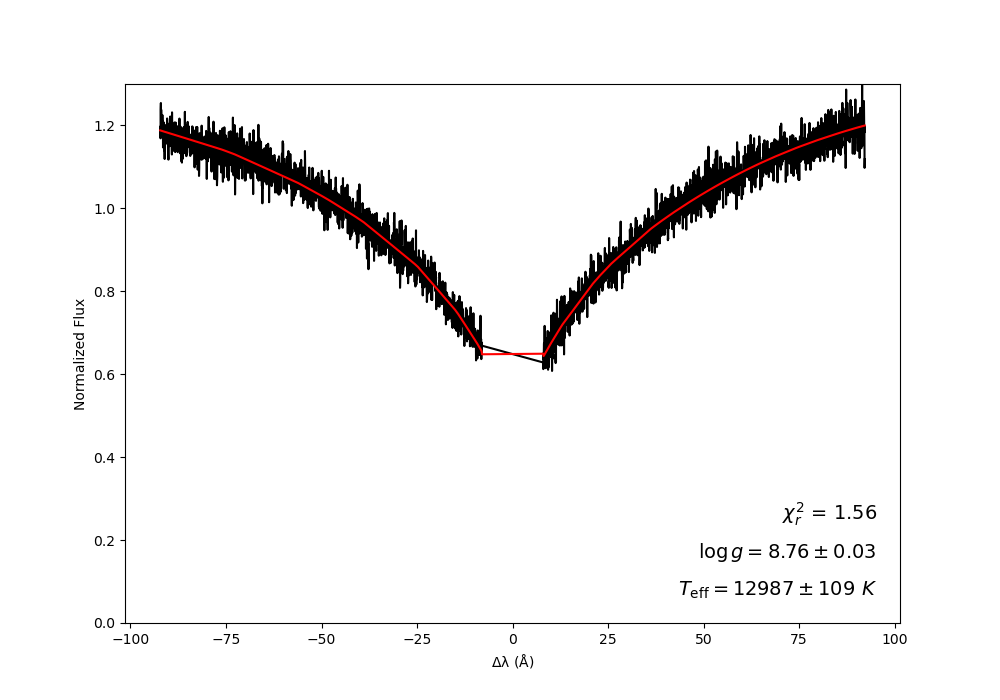 1.2
1.0
0.8
0.6
0.4
0.2
0.0
Normalized Flux
χ²ᵣ = 1.56
log g = 8.76 ± 0.03
T_eff = 12987 ± 109 K
−100 −75 −50 −25 0 25 50 75 100
Δλ (Å)